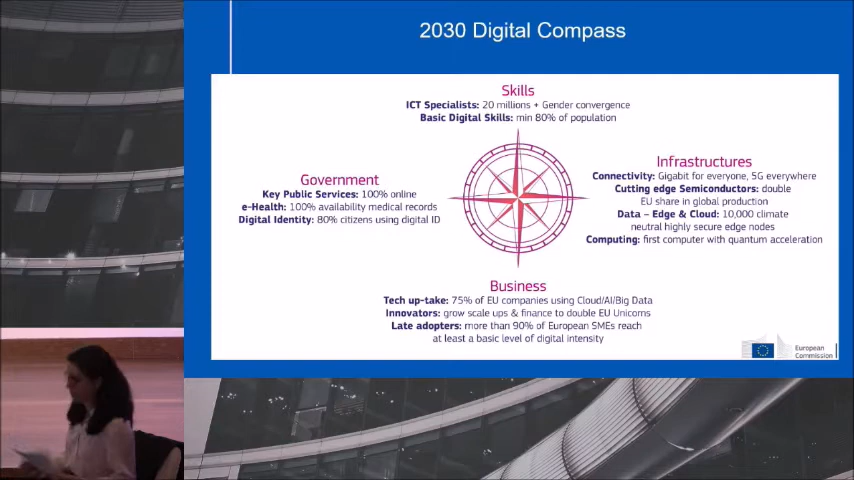 2030 Digital Compass
Skills
ICT Specialists: 20 millions + Gender convergence
Basic Digital Skills: min 80% of population
Government
Key Public Services: 100% online
e-Health: 100% availability medical records
Digital Identity: 80% citizens using digital ID
Infrastructures
Connectivity: Gigabit for everyone, 5G everywhere
Cutting edge Semiconductors: double
EU share in global production
Data – Edge & Cloud: 10,000 climate
neutral highly secure edge nodes
Computing: first computer with quantum acceleration
Business
Tech up-take: 75% of EU companies using Cloud/AI/Big Data
Innovators: grow scale ups & finance to double EU Unicorns
Late adopters: more than 90% of European SMEs reach
at least a basic level of digital intensity
European
Commission